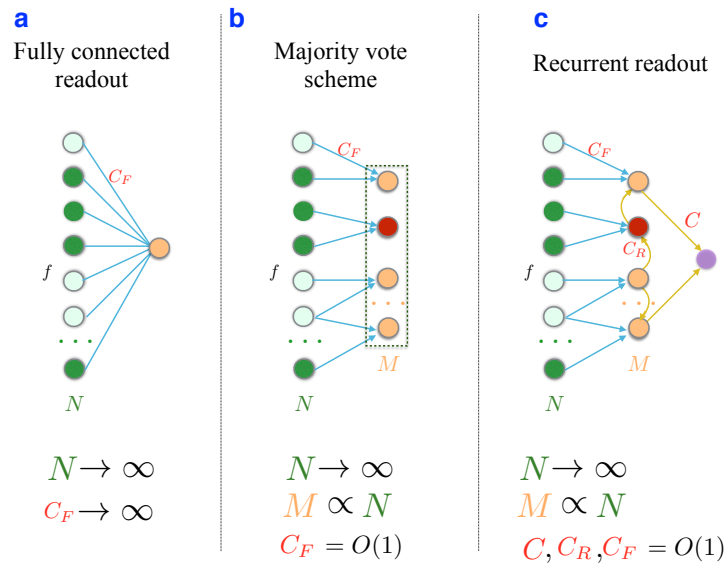 a
Fully connected
readout
C_F
f
. . .
N
N → ∞
C_F → ∞
b
Majority vote
scheme
C_F
f
. . .
. . .
N
M
N → ∞
M ∝ N
C_F = O(1)
c
Recurrent readout
C_F
C
C_R
f
. . .
. . .
N
M
N → ∞
M ∝ N
C, C_R, C_F = O(1)